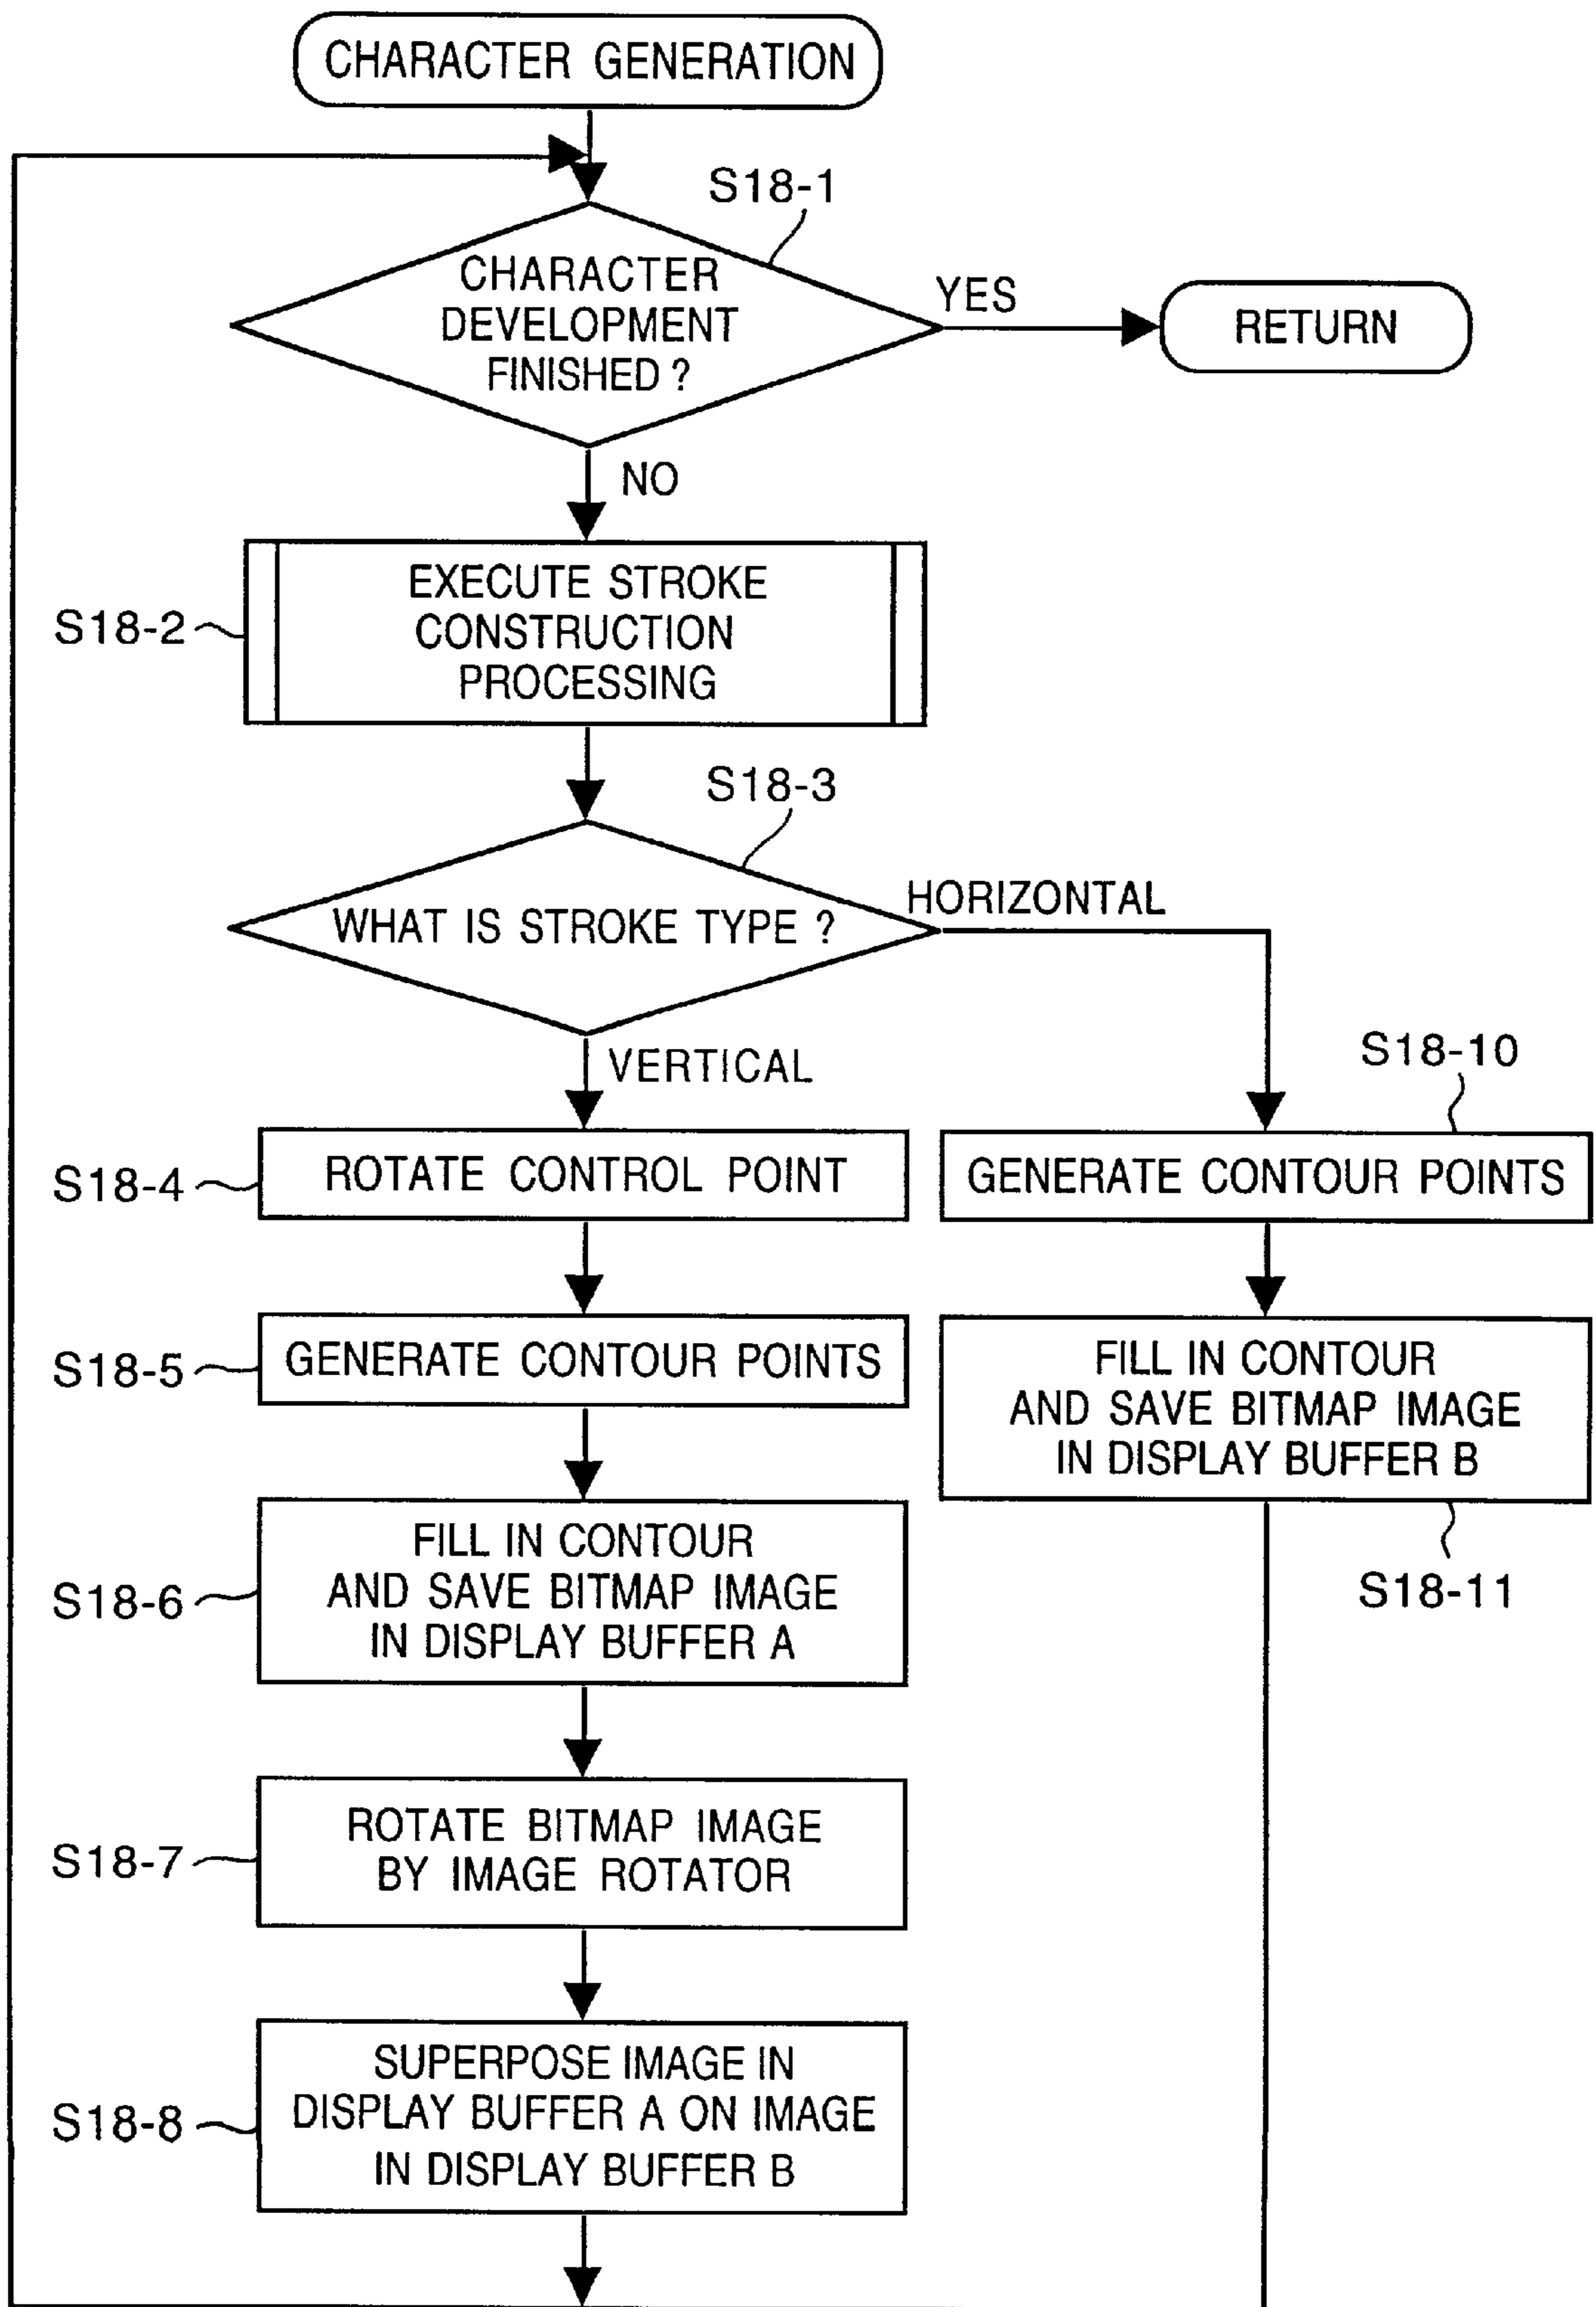 CHARACTER GENERATION
S18-1
CHARACTER
DEVELOPMENT
FINISHED ?
YES
RETURN
NO
S18-2
EXECUTE STROKE
CONSTRUCTION
PROCESSING
S18-3
WHAT IS STROKE TYPE ?
HORIZONTAL
VERTICAL
S18-10
S18-4
ROTATE CONTROL POINT
GENERATE CONTOUR POINTS
S18-5
GENERATE CONTOUR POINTS
FILL IN CONTOUR
AND SAVE BITMAP IMAGE
IN DISPLAY BUFFER B
S18-11
S18-6
FILL IN CONTOUR
AND SAVE BITMAP IMAGE
IN DISPLAY BUFFER A
S18-7
ROTATE BITMAP IMAGE
BY IMAGE ROTATOR
S18-8
SUPERPOSE IMAGE IN
DISPLAY BUFFER A ON IMAGE
IN DISPLAY BUFFER B